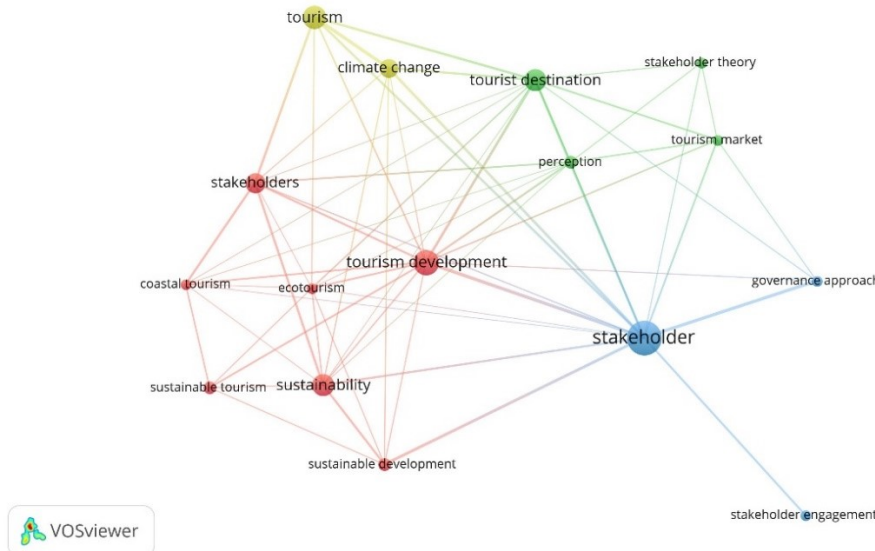 tourism
climate change
tourist destination
stakeholder theory
tourism market
perception
stakeholders
tourism development
coastal tourism
ecotourism
governance approach
stakeholder
sustainable tourism
sustainability
sustainable development
stakeholder engagement
VOSviewer